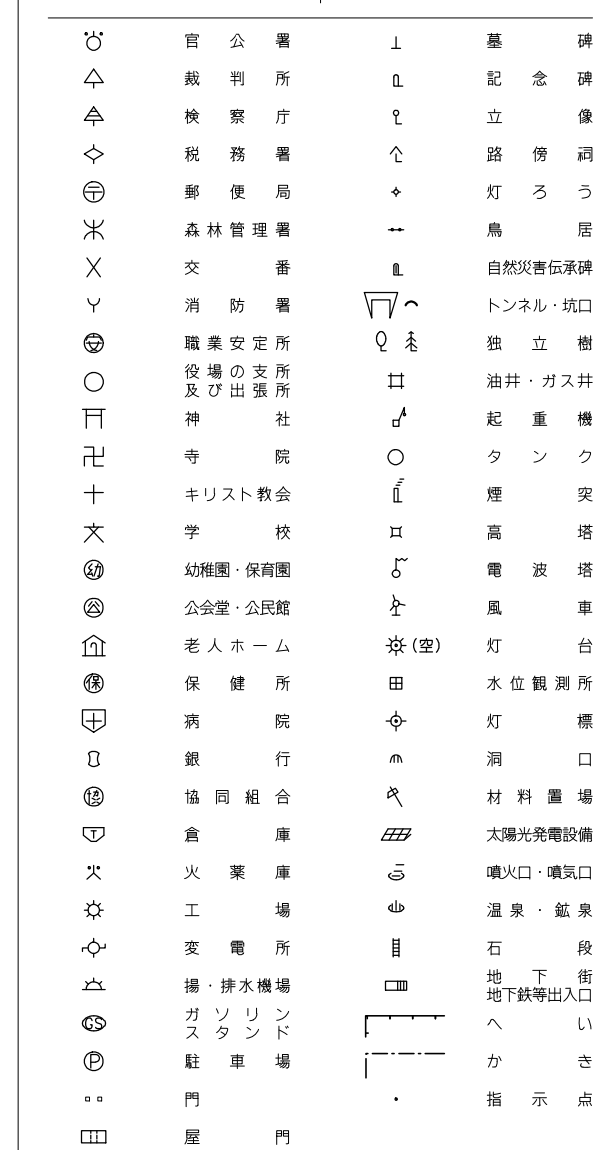 官公署
裁判所
検察庁
税務署
郵便局
森林管理署
交番
消防署
職業安定所
役場の支所
及び出張所
神社
寺院
キリスト教会
学校
幼 幼稚園・保育園
公 公会堂・公民館
老人ホーム
保 保健所
病院
銀行
協 協同組合
T 倉庫
火薬庫
工場
変電所
揚・排水機場
GS ガソリン
スタンド
P 駐車場
門
屋門
墓碑
記念碑
立像
路傍祠
灯ろう
鳥居
自然災害伝承碑
トンネル・坑口
独立樹
油井・ガス井
起重機
タンク
煙突
高塔
電波塔
風車
(空) 灯台
水位観測所
灯標
洞口
材料置場
太陽光発電設備
噴火口・噴気口
温泉・鉱泉
石段
地下街
地下鉄等出入口
へい
かき
指示点